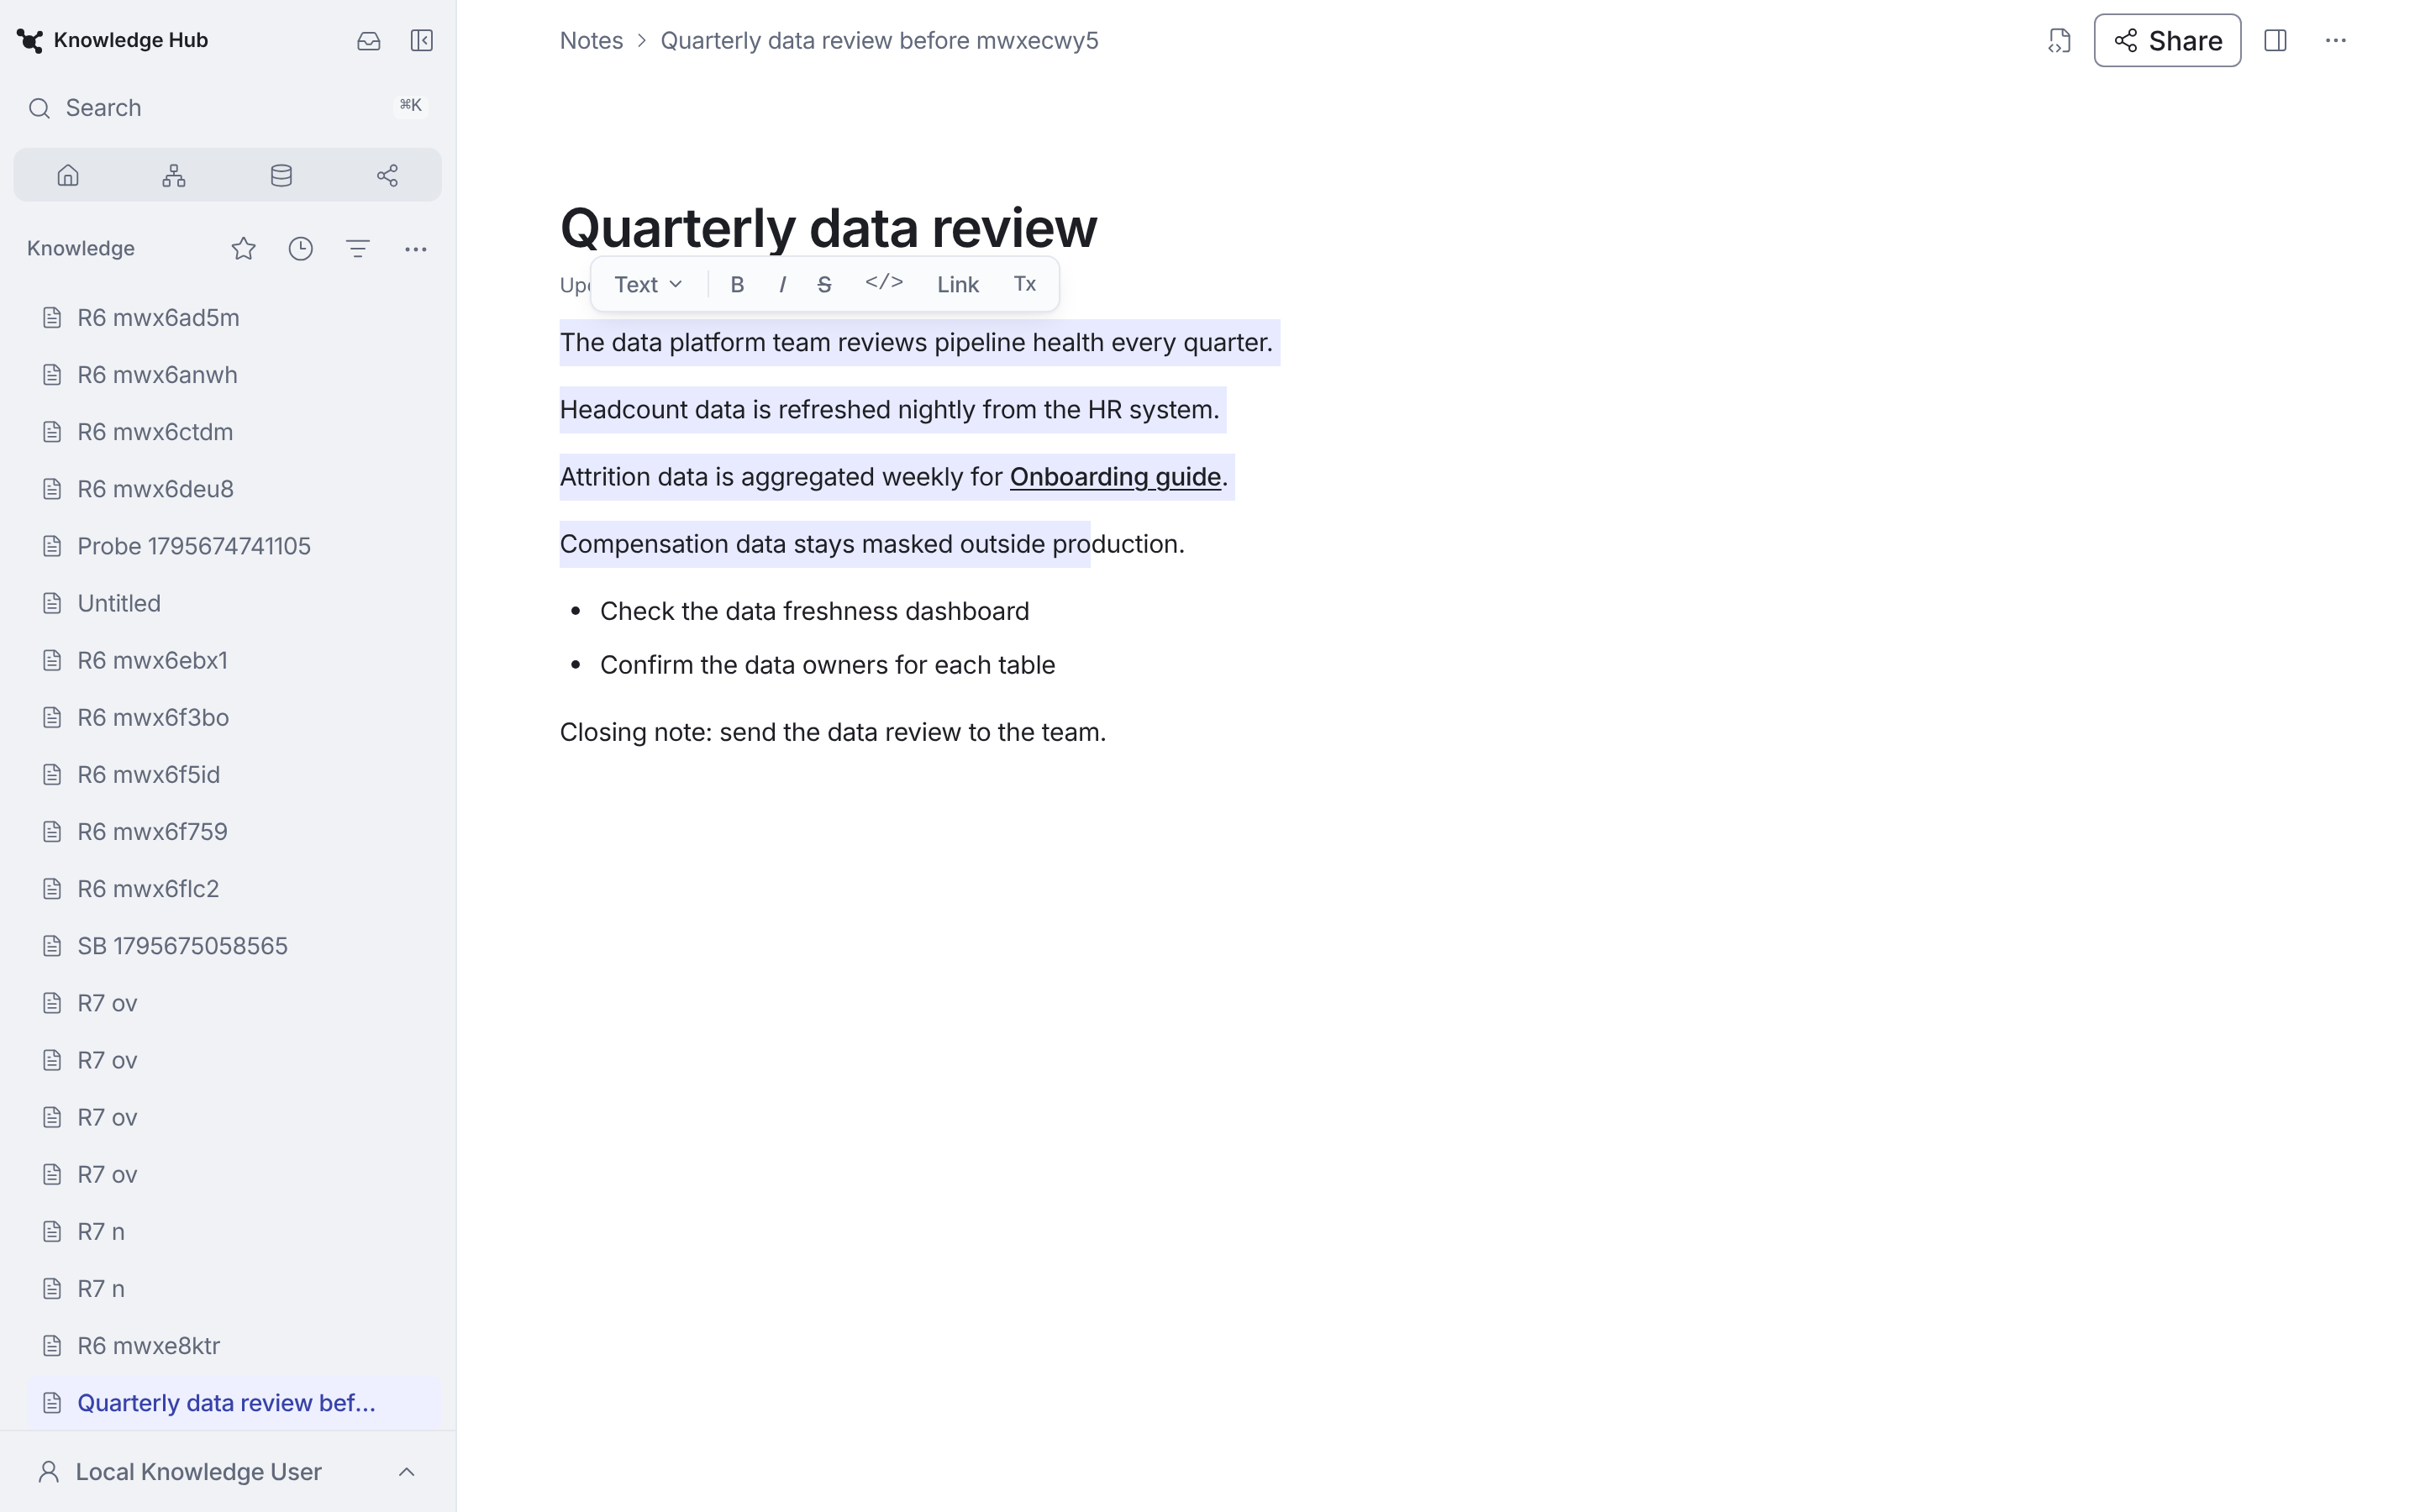 Knowledge Hub
Search
⌘K
Knowledge
R6 mwx6ad5m
R6 mwx6anwh
R6 mwx6ctdm
R6 mwx6deu8
Probe 1795674741105
Untitled
R6 mwx6ebx1
R6 mwx6f3bo
R6 mwx6f5id
R6 mwx6f759
R6 mwx6flc2
SB 1795675058565
R7 ov
R7 ov
R7 ov
R7 ov
R7 n
R7 n
R6 mwxe8ktr
Quarterly data review bef...
Local Knowledge User
Notes > Quarterly data review before mwxecwy5
Share
Quarterly data review
Text B I S </> Link Tx
The data platform team reviews pipeline health every quarter.
Headcount data is refreshed nightly from the HR system.
Attrition data is aggregated weekly for Onboarding guide.
Compensation data stays masked outside production.
• Check the data freshness dashboard
• Confirm the data owners for each table
Closing note: send the data review to the team.